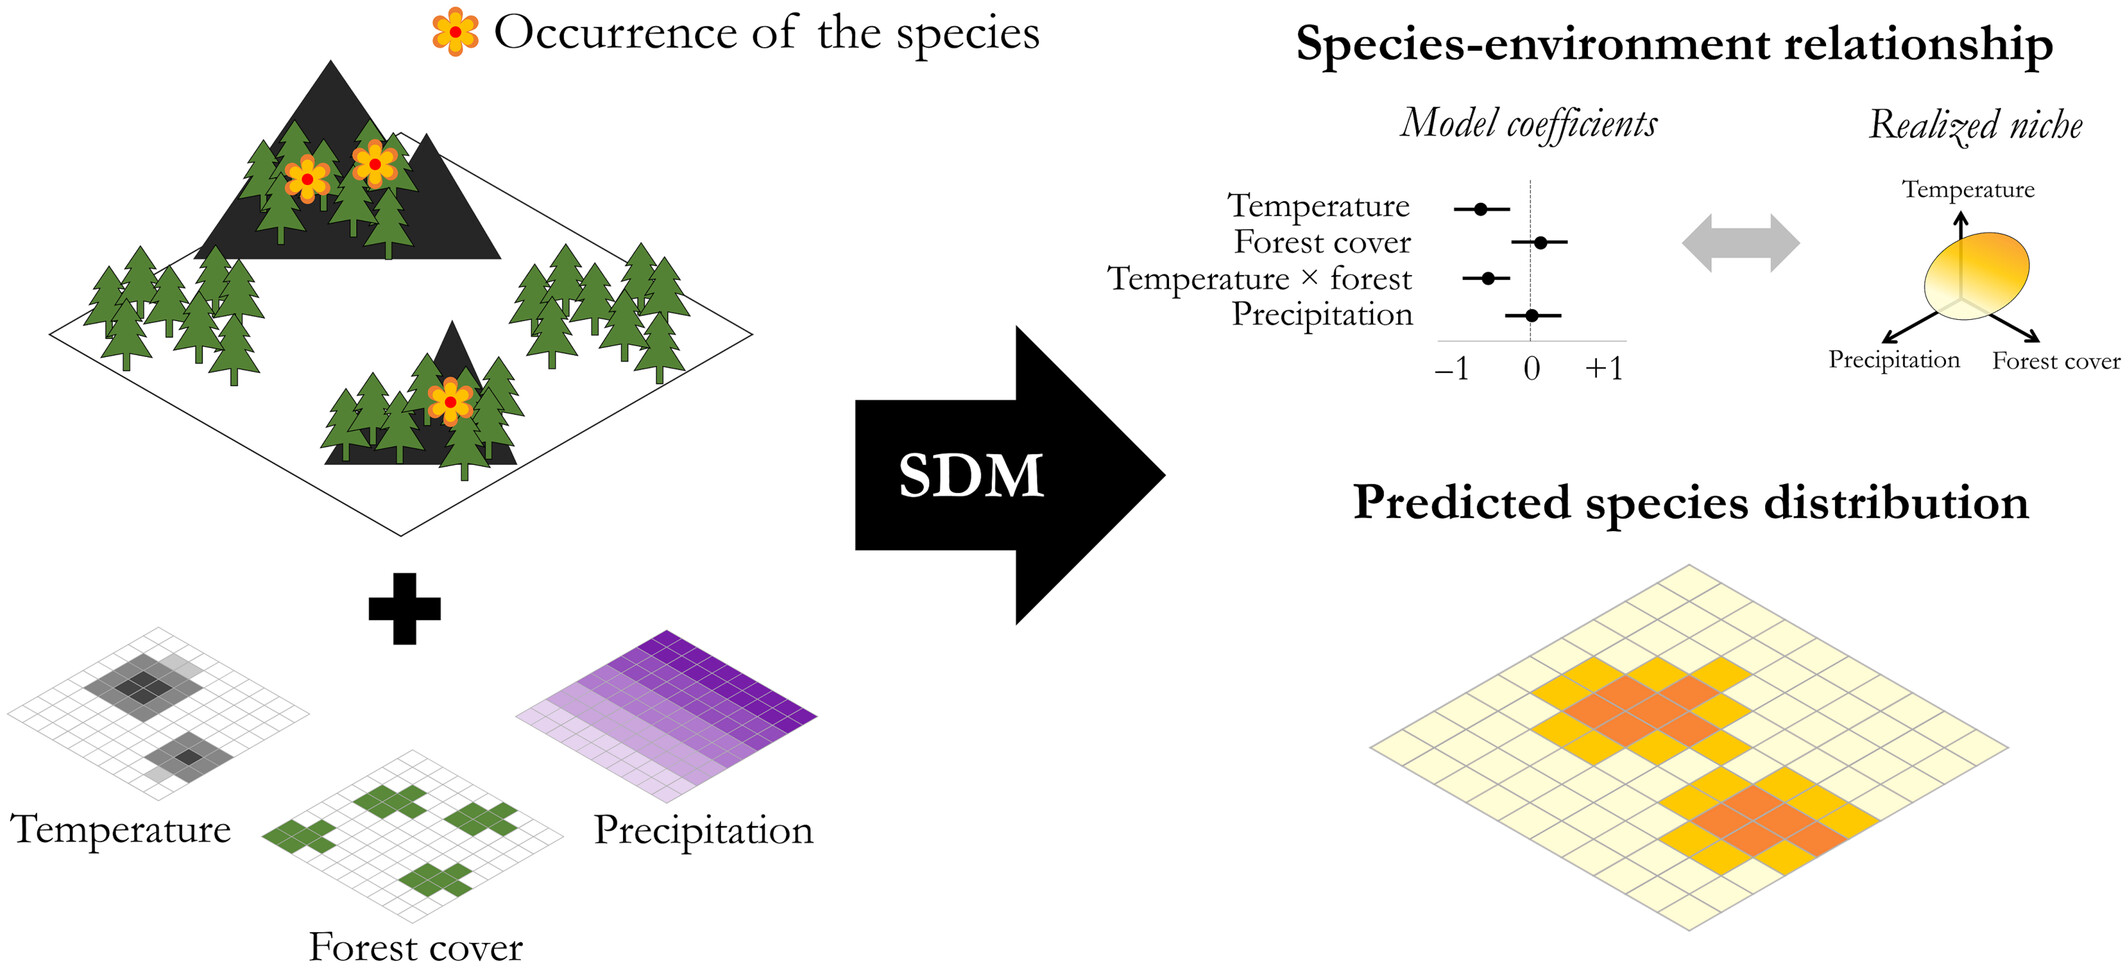 Occurrence of the species
Temperature
Forest cover
Precipitation
SDM
Species-environment relationship
Model coefficients
Temperature
Forest cover
Temperature × forest
Precipitation
–1 0 +1
Realized niche
Temperature
Precipitation
Forest cover
Predicted species distribution